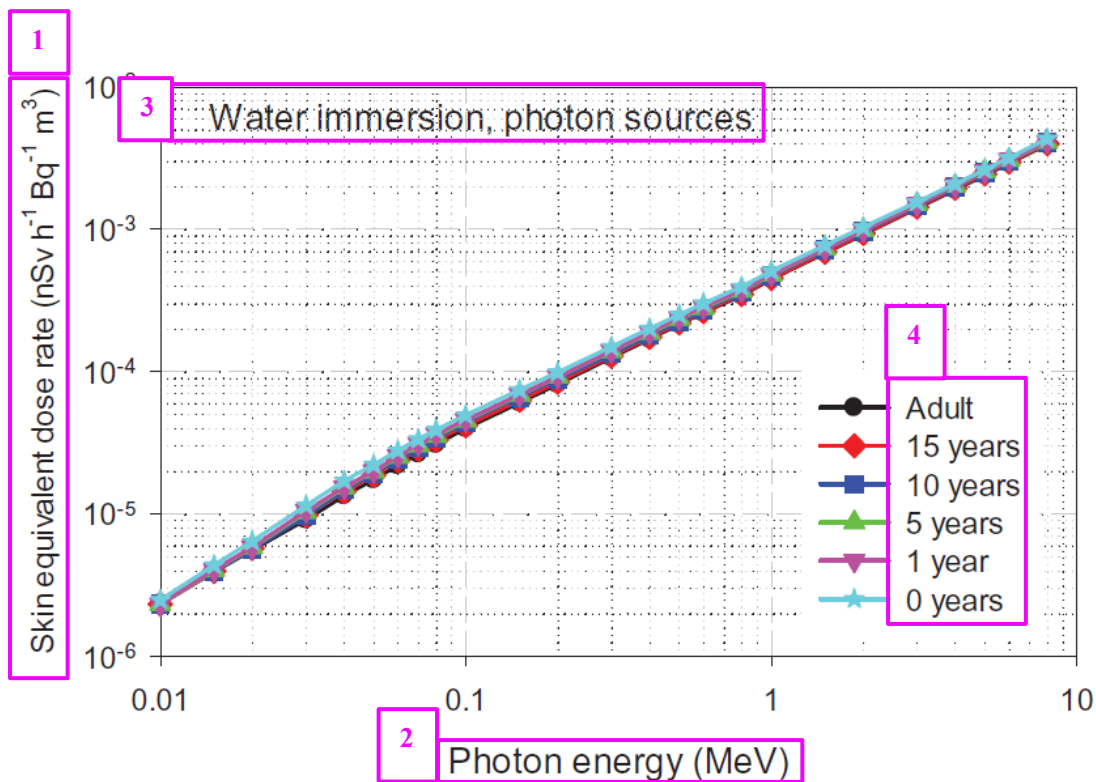 1
Skin equivalent dose rate (nSv h⁻¹ Bq⁻¹ m³)
3
Water immersion, photon sources
10⁻³
10⁻⁴
10⁻⁵
10⁻⁶
4
Adult
15 years
10 years
5 years
1 year
0 years
0.01
0.1
1
10
2
Photon energy (MeV)